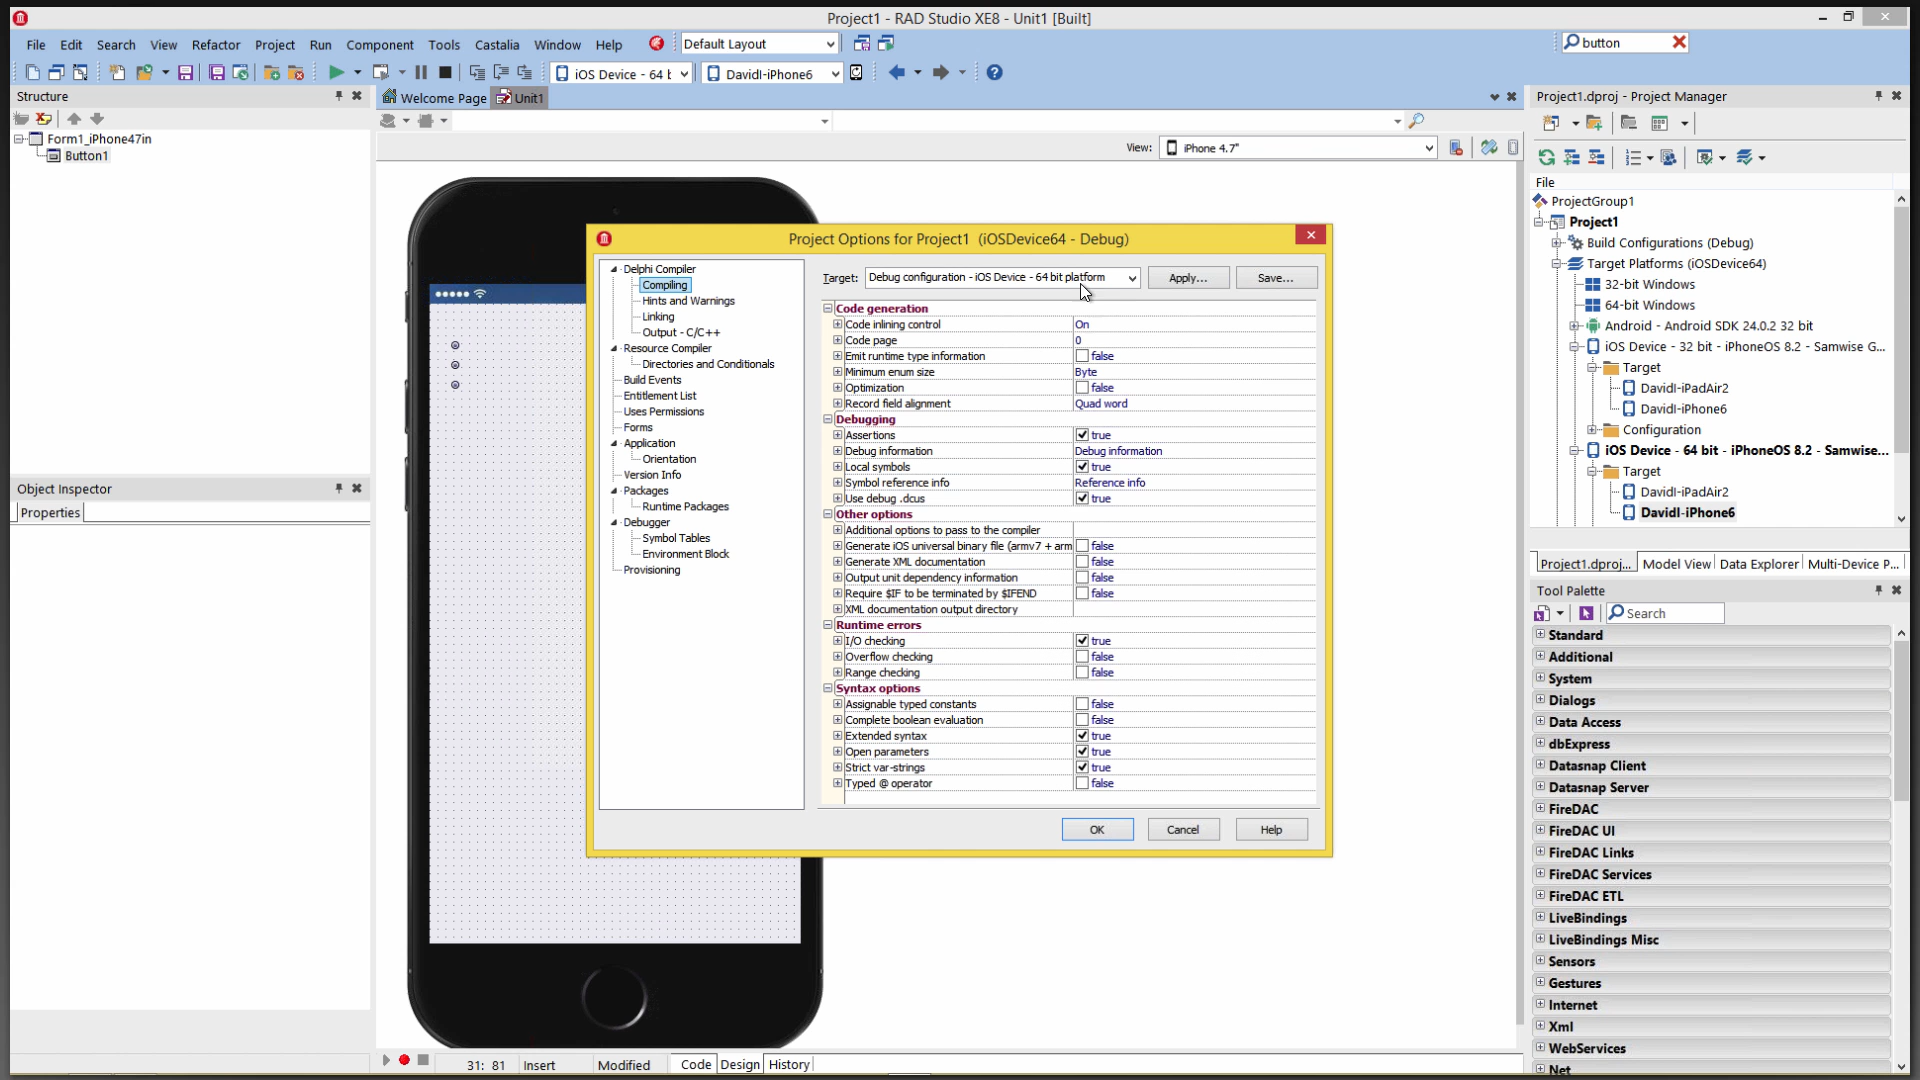 Project1 - RAD Studio XE8 - Unit1 [Built]
File Edit Search View Refactor Project Run Component Tools Castalia Window Help
Default Layout
button
iOS Device - 64 b
DavidI-iPhone6
Structure
Welcome Page
Unit1
Project1.dproj - Project Manager
Form1_iPhone47in
Button1
View:
iPhone 4.7"
File
ProjectGroup1
Project1
Build Configurations (Debug)
Target Platforms (iOSDevice64)
32-bit Windows
64-bit Windows
Android - Android SDK 24.0.2 32 bit
iOS Device - 32 bit - iPhoneOS 8.2 - Samwise G...
Target
DavidI-iPadAir2
DavidI-iPhone6
Configuration
iOS Device - 64 bit - iPhoneOS 8.2 - Samwise...
Target
DavidI-iPadAir2
DavidI-iPhone6
Project Options for Project1 (iOSDevice64 - Debug)
Delphi Compiler
Compiling
Hints and Warnings
Linking
Output - C/C++
Resource Compiler
Directories and Conditionals
Build Events
Entitlement List
Uses Permissions
Forms
Application
Orientation
Version Info
Packages
Runtime Packages
Debugger
Symbol Tables
Environment Block
Provisioning
Target:
Debug configuration - iOS Device - 64 bit platform
Apply...
Save...
Code generation
Code inlining control On
Code page 0
Emit runtime type information false
Minimum enum size Byte
Optimization false
Record field alignment Quad word
Debugging
Assertions true
Debug information Debug information
Local symbols true
Symbol reference info Reference info
Use debug .dcus true
Other options
Additional options to pass to the compiler
Generate iOS universal binary file (armv7 + arm false
Generate XML documentation false
Output unit dependency information false
Require $IF to be terminated by $IFEND false
XML documentation output directory
Runtime errors
I/O checking true
Overflow checking false
Range checking false
Syntax options
Assignable typed constants false
Complete boolean evaluation false
Extended syntax true
Open parameters true
Strict var-strings true
Typed @ operator false
OK
Cancel
Help
Object Inspector
Properties
Project1.dproj...
Model View
Data Explorer
Multi-Device P...
Tool Palette
Search
Standard
Additional
System
Dialogs
Data Access
dbExpress
Datasnap Client
Datasnap Server
FireDAC
FireDAC UI
FireDAC Links
FireDAC Services
FireDAC ETL
LiveBindings
LiveBindings Misc
Sensors
Gestures
Internet
Xml
WebServices
Net
31: 81
Insert
Modified
Code
Design
History